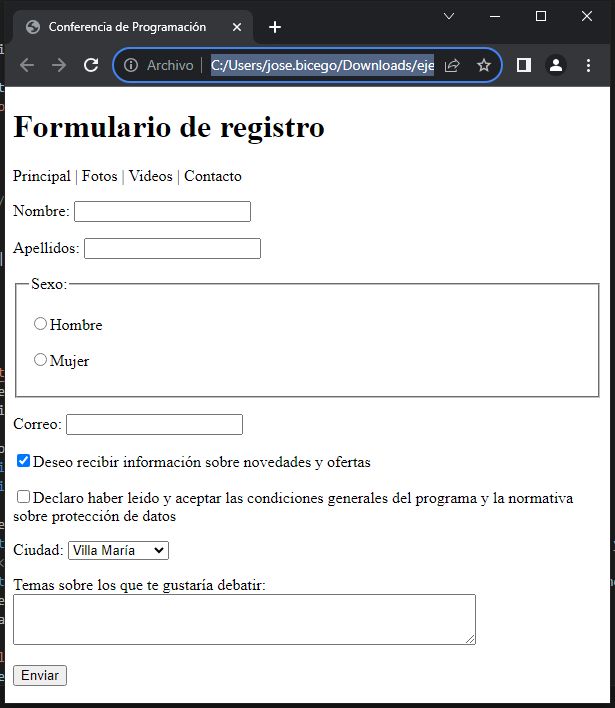 Conferencia de Programación
Archivo | C:/Users/jose.bicego/Downloads/eje
Formulario de registro
Principal | Fotos | Videos | Contacto
Nombre:
Apellidos:
Sexo:
Hombre
Mujer
Correo:
Deseo recibir información sobre novedades y ofertas
Declaro haber leido y aceptar las condiciones generales del programa y la normativa
sobre protección de datos
Ciudad: Villa María
Temas sobre los que te gustaría debatir:
Enviar